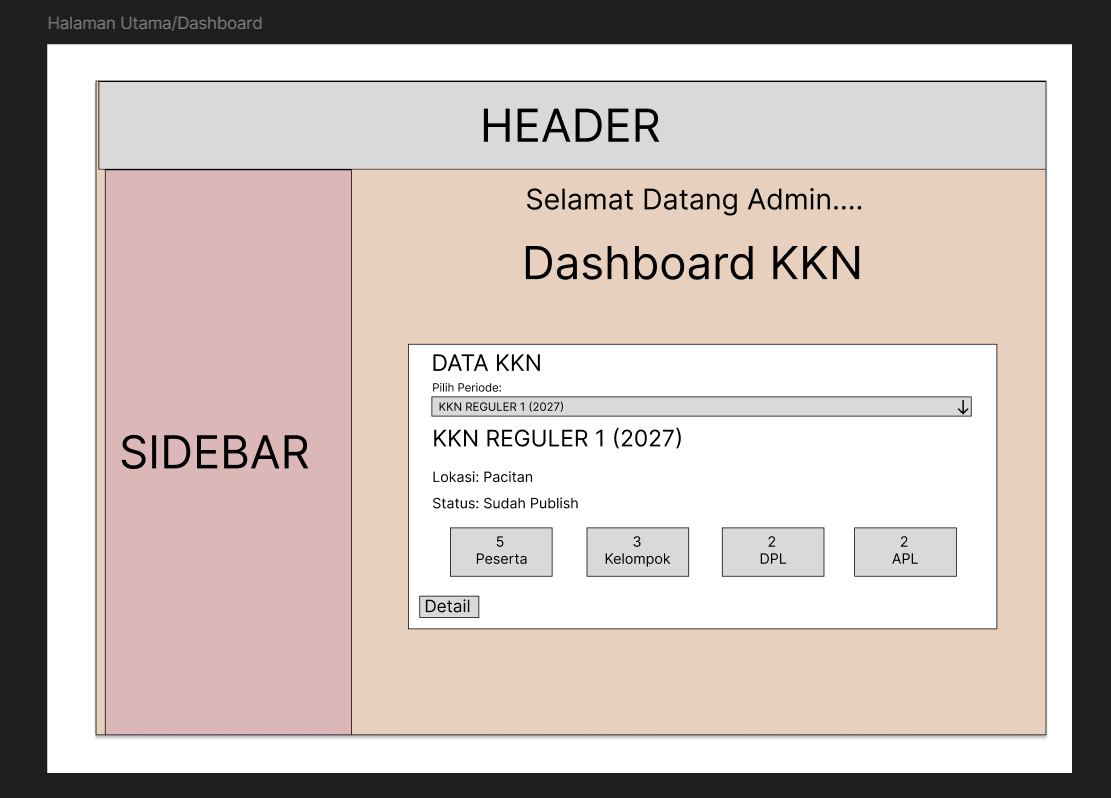 Halaman Utama/Dashboard
HEADER
SIDEBAR
Selamat Datang Admin....
Dashboard KKN
DATA KKN
Pilih Periode:
KKN REGULER 1 (2027)
KKN REGULER 1 (2027)
Lokasi: Pacitan
Status: Sudah Publish
5
Peserta
3
Kelompok
2
DPL
2
APL
Detail